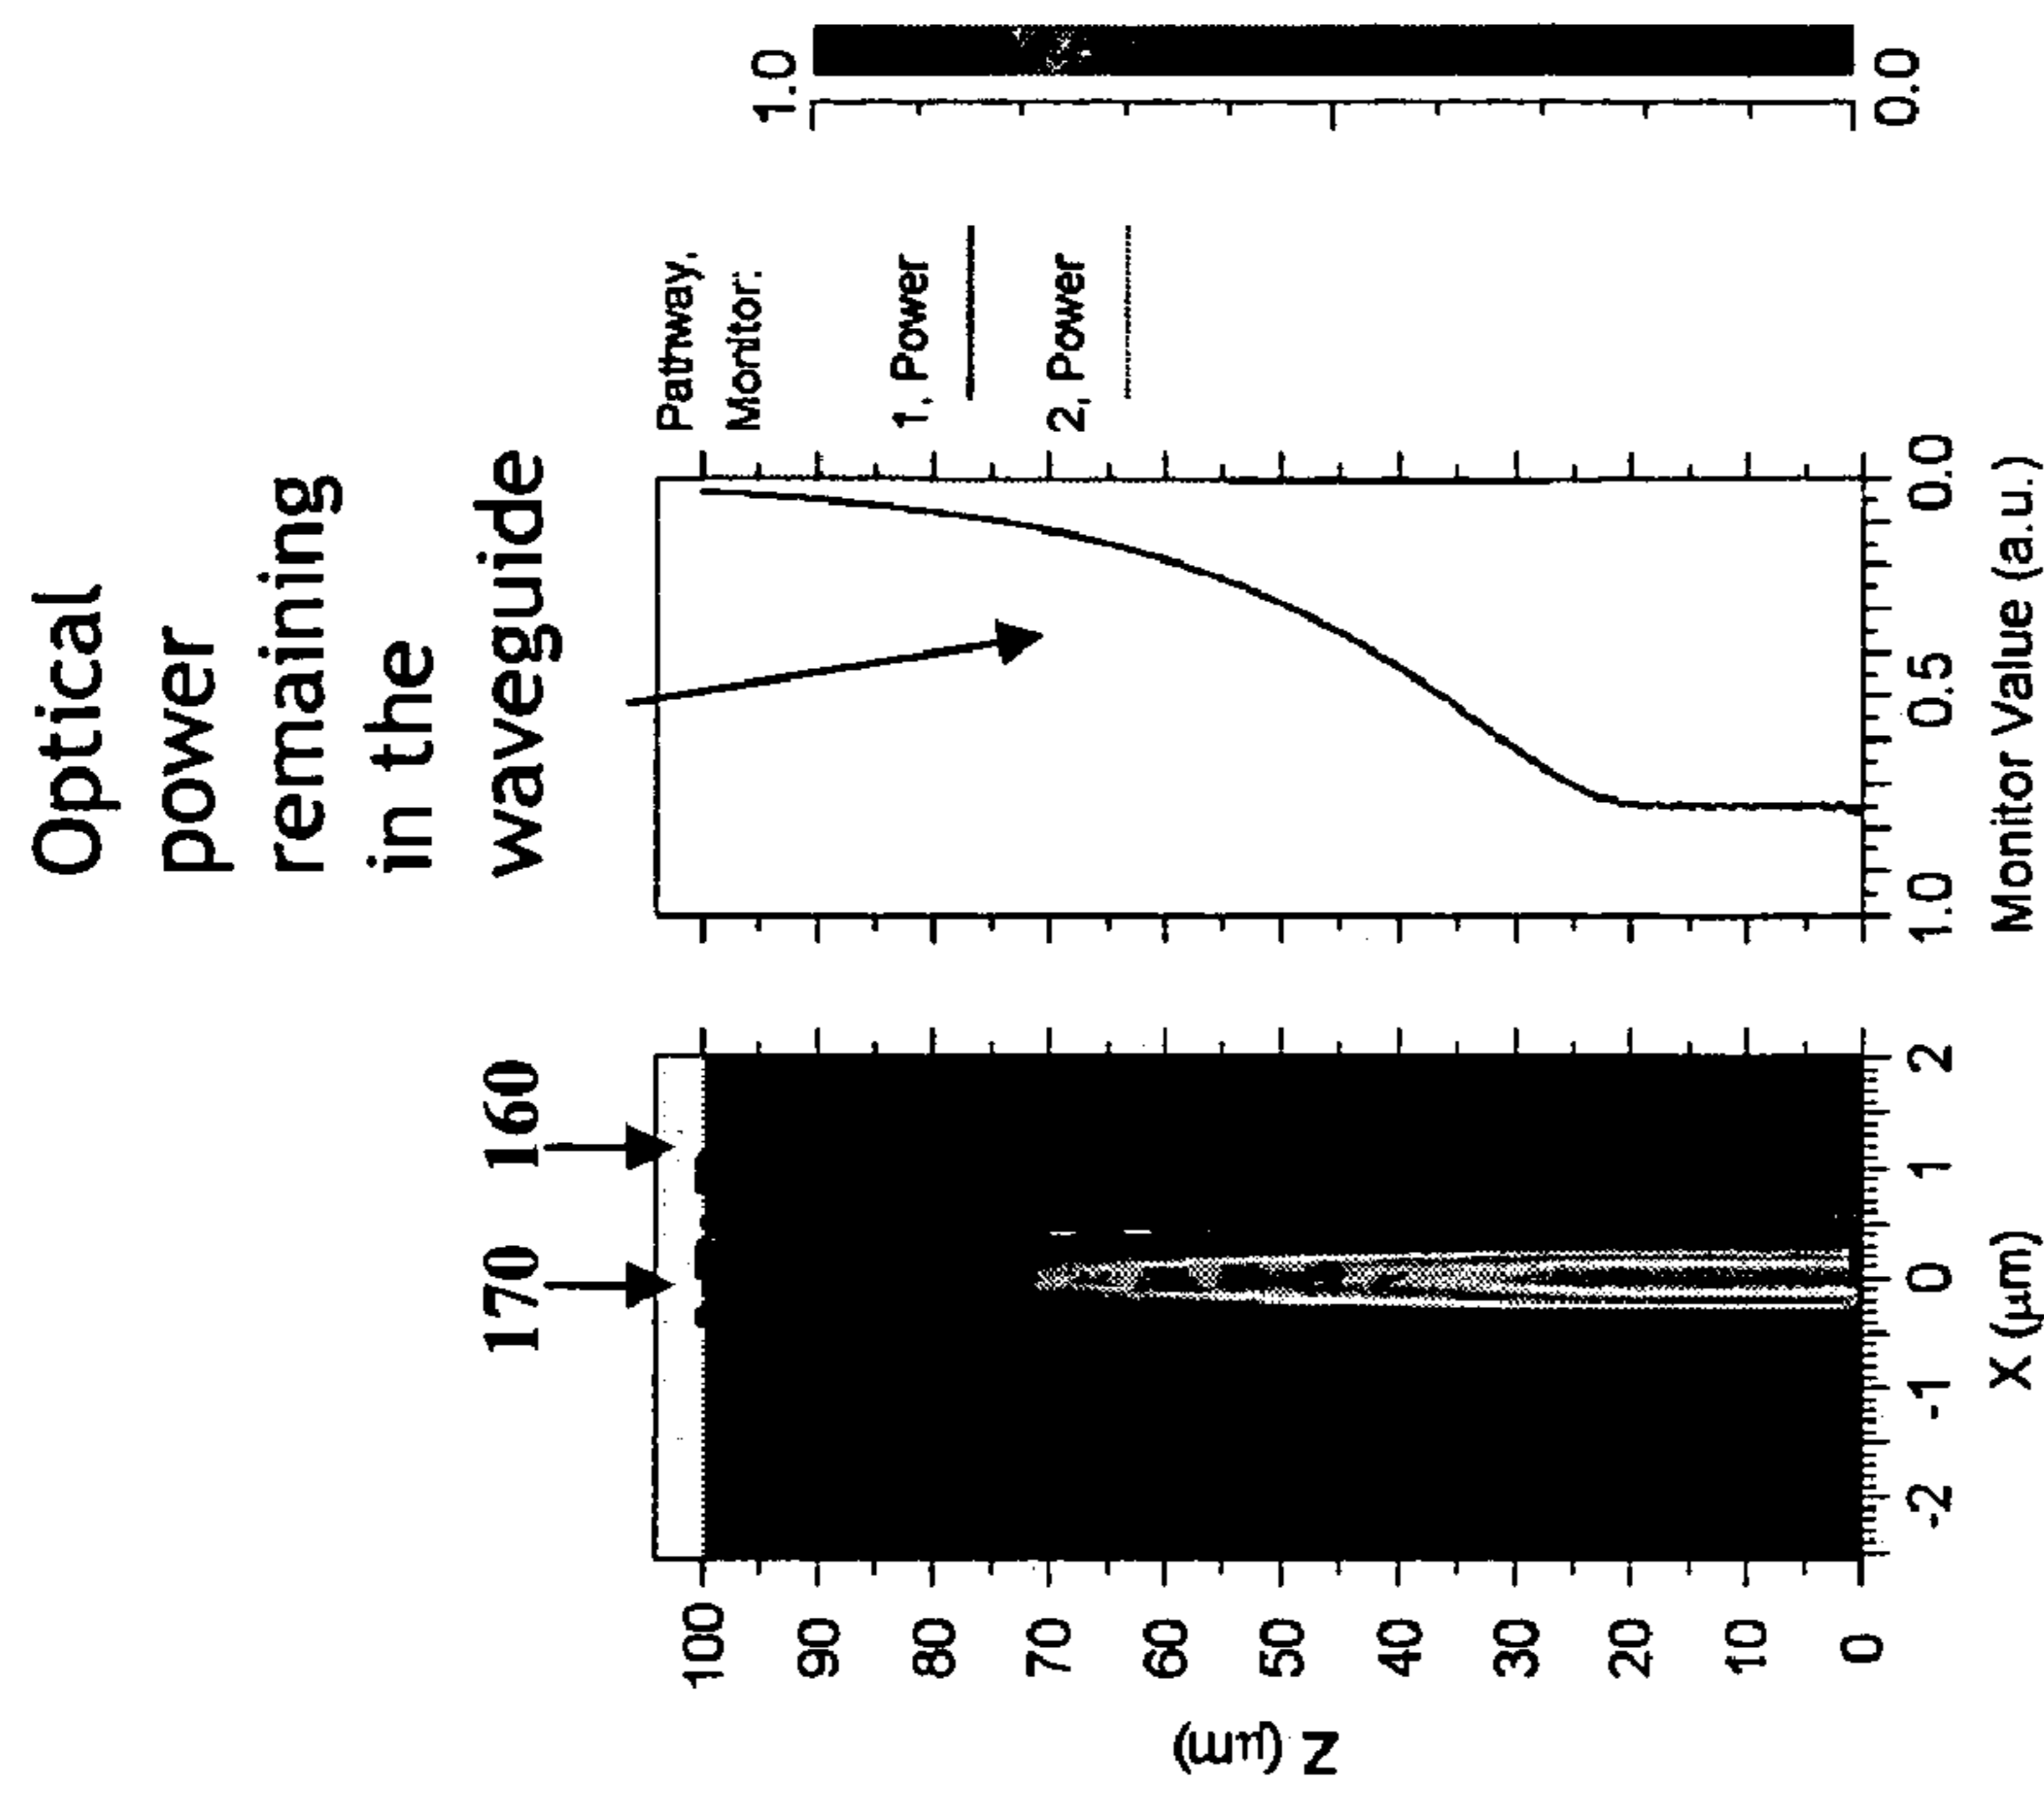 Optical
power
remaining
in the
waveguide
170 160
Z (μm)
100
90
80
70
60
50
40
30
20
10
0
-2 -1 0 1 2
X (μm)
Pathway,
Monitor:
1, Power
2, Power
1.0 0.5 0.0
Monitor Value (a.u.)
1.0
0.0